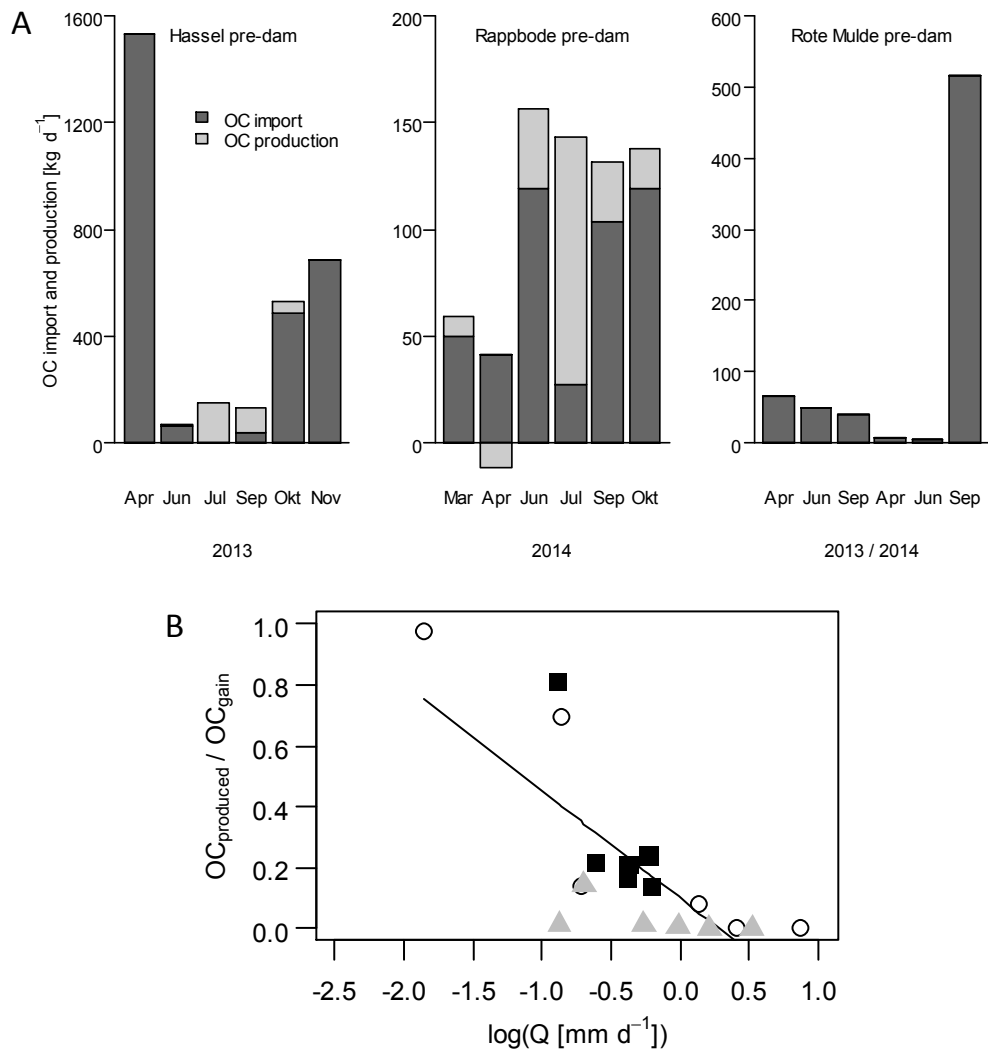 A
Hassel pre-dam
Rappbode pre-dam
Rote Mulde pre-dam
OC import and production [kg d⁻¹]
1600
1200
800
400
0
OC import
OC production
Apr Jun Jul Sep Okt Nov
2013
200
150
100
50
0
Mar Apr Jun Jul Sep Okt
2014
600
500
400
300
200
100
0
Apr Jun Sep Apr Jun Sep
2013 / 2014
B
OCproduced / OCgain
1.0
0.8
0.6
0.4
0.2
0.0
-2.5 -2.0 -1.5 -1.0 -0.5 0.0 0.5 1.0
log(Q [mm d⁻¹])